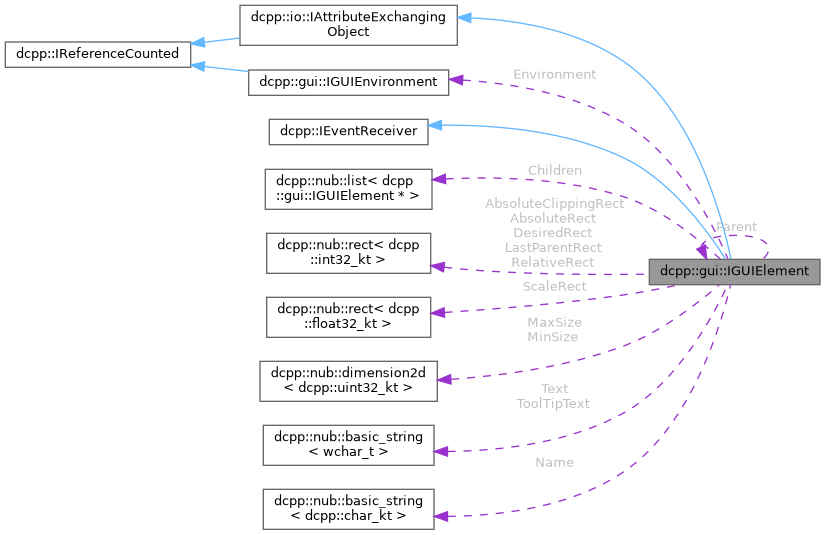 dcpp::io::IAttributeExchanging
Object
dcpp::IReferenceCounted
dcpp::gui::IGUIEnvironment
Environment
dcpp::IEventReceiver
dcpp::nub::list< dcpp
::gui::IGUIElement * >
Children
AbsoluteClippingRect
AbsoluteRect
DesiredRect
LastParentRect
RelativeRect
dcpp::nub::rect< dcpp
::int32_kt >
Parent
dcpp::gui::IGUIElement
ScaleRect
dcpp::nub::rect< dcpp
::float32_kt >
MaxSize
MinSize
dcpp::nub::dimension2d
< dcpp::uint32_kt >
Text
ToolTipText
dcpp::nub::basic_string
< wchar_t >
Name
dcpp::nub::basic_string
< dcpp::char_kt >